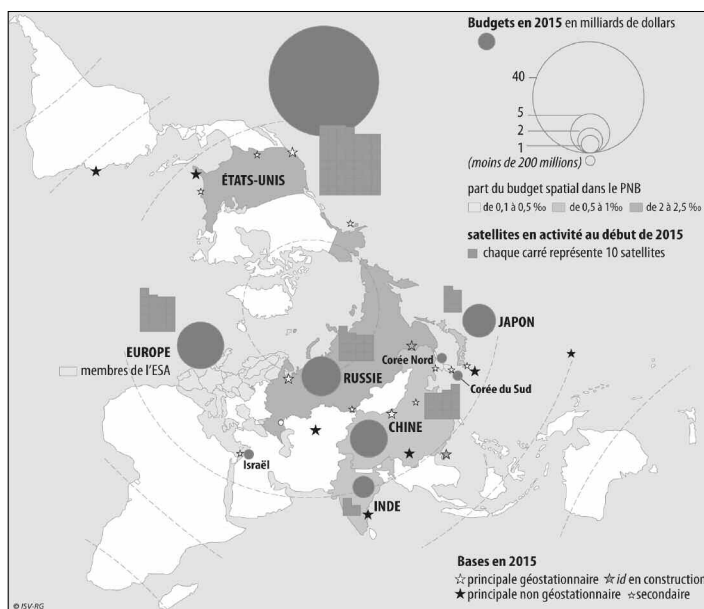 Budgets en 2015 en milliards de dollars
40
5
2
1
(moins de 200 millions)
part du budget spatial dans le PNB
de 0,1 à 0,5 ‰
de 0,5 à 1‰
de 2 à 2,5 ‰
satellites en activité au début de 2015
chaque carré représente 10 satellites
ÉTATS-UNIS
EUROPE
membres de l'ESA
RUSSIE
JAPON
Corée Nord
Corée du Sud
CHINE
Israël
INDE
Bases en 2015
principale géostationnaire
id en construction
principale non géostationnaire
secondaire
© ISV-RG